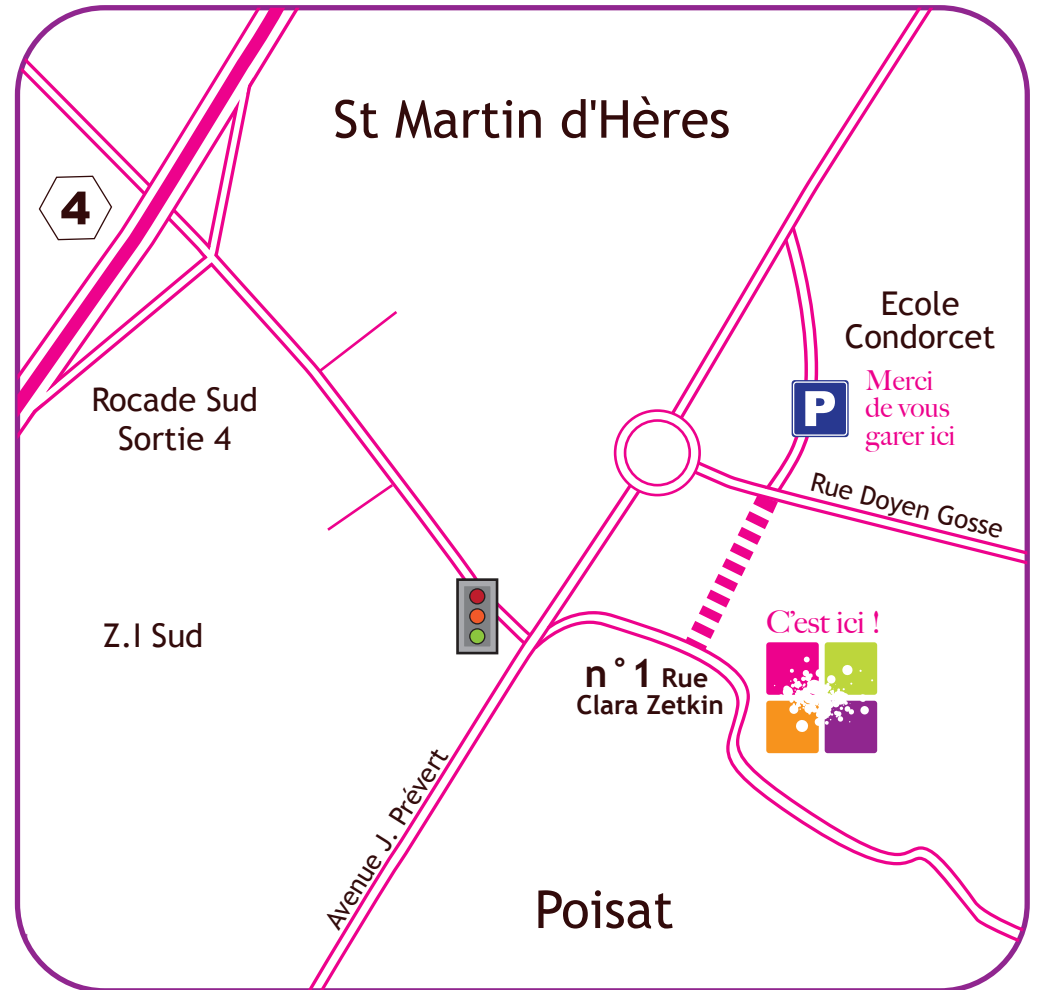 St Martin d'Hères
4
Ecole
Condorcet
Merci
de vous
garer ici
P
Rocade Sud
Sortie 4
Rue Doyen Gosse
Z.I Sud
C'est ici !
n°1 Rue
Clara Zetkin
Avenue J. Prévert
Poisat